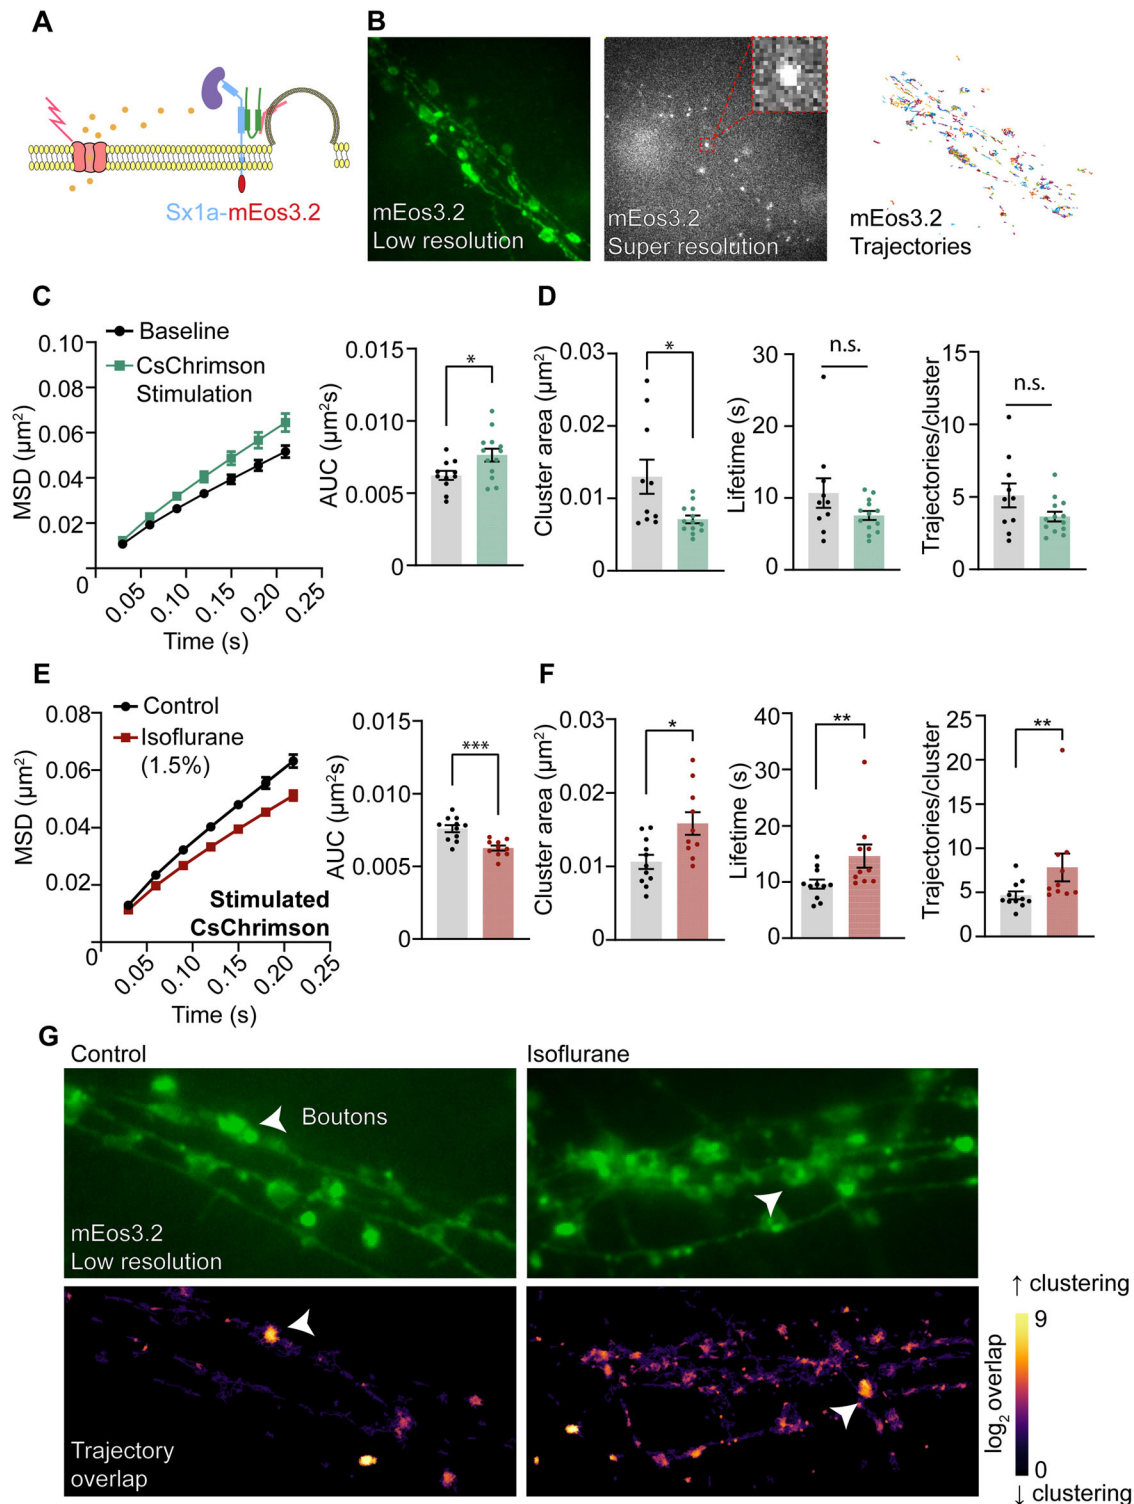 A
Sx1a-mEos3.2
B
mEos3.2
Low resolution
mEos3.2
Super resolution
mEos3.2
Trajectories
C
MSD (μm²)
0.10
0.08
0.06
0.04
0.02
0
0.05
0.10
0.15
0.20
0.25
Time (s)
Baseline
CsChrimson
Stimulation
AUC (μm²s)
0.015
0.010
0.005
0
*
D
Cluster area (μm²)
0.03
0.02
0.01
0
*
Lifetime (s)
30
20
10
0
n.s.
Trajectories/cluster
15
10
5
0
n.s.
E
MSD (μm²)
0.08
0.06
0.04
0.02
0
0.05
0.10
0.15
0.20
0.25
Time (s)
Control
Isoflurane
(1.5%)
Stimulated
CsChrimson
AUC (μm²s)
0.015
0.010
0.005
0
***
F
Cluster area (μm²)
0.03
0.02
0.01
0
*
Lifetime (s)
40
30
20
10
0
**
Trajectories/cluster
25
20
15
10
5
0
**
G
Control
Isoflurane
Boutons
mEos3.2
Low resolution
Trajectory
overlap
↑ clustering
9
log₂ overlap
0
↓ clustering